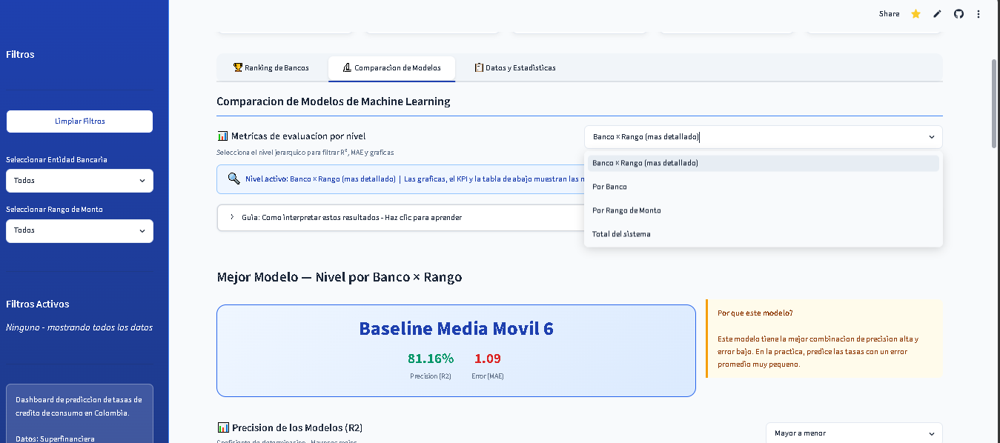 Share
Filtros
Limpiar Filtros
Seleccionar Entidad Bancaria
Todos
Seleccionar Rango de Monto
Todos
Filtros Activos
Ninguno - mostrando todos los datos
Dashboard de prediccion de tasas de
credito de consumo en Colombia.
Datos: Superfinanciera
Ranking de Bancos
Comparacion de Modelos
Datos y Estadisticas
Comparacion de Modelos de Machine Learning
Metricas de evaluacion por nivel
Selecciona el nivel jerarquico para filtrar R², MAE y graficas
Banco × Rango (mas detallado)
Banco × Rango (mas detallado)
Por Banco
Por Rango de Monto
Total del sistema
Nivel activo: Banco × Rango (mas detallado) | Las graficas, el KPI y la tabla de abajo muestran las
Guia: Como interpretar estos resultados - Haz clic para aprender
Mejor Modelo — Nivel por Banco × Rango
Baseline Media Movil 6
81.16% 1.09
Precision (R2) Error (MAE)
Por que este modelo?
Este modelo tiene la mejor combinacion de precision alta y
error bajo. En la practica, predice las tasas con un error
promedio muy pequeno.
Precision de los Modelos (R2)
Mayor a menor